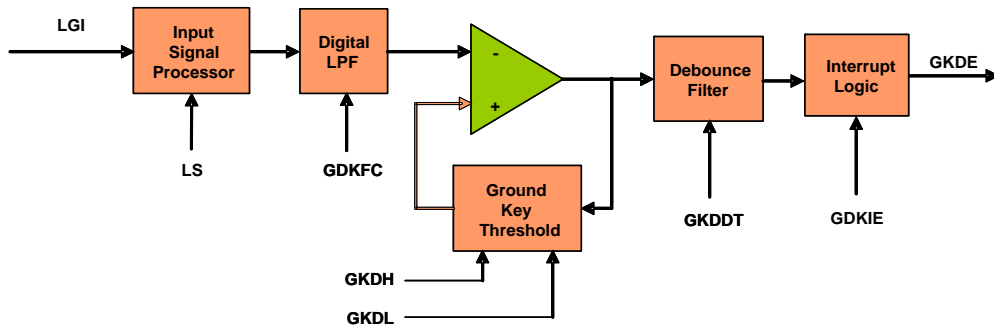 LGI
Input
Signal
Processor
LS
Digital
LPF
GDKFC
-
+
Ground
Key
Threshold
GKDH
GKDL
Debounce
Filter
GKDDT
Interrupt
Logic
GDKIE
GKDE